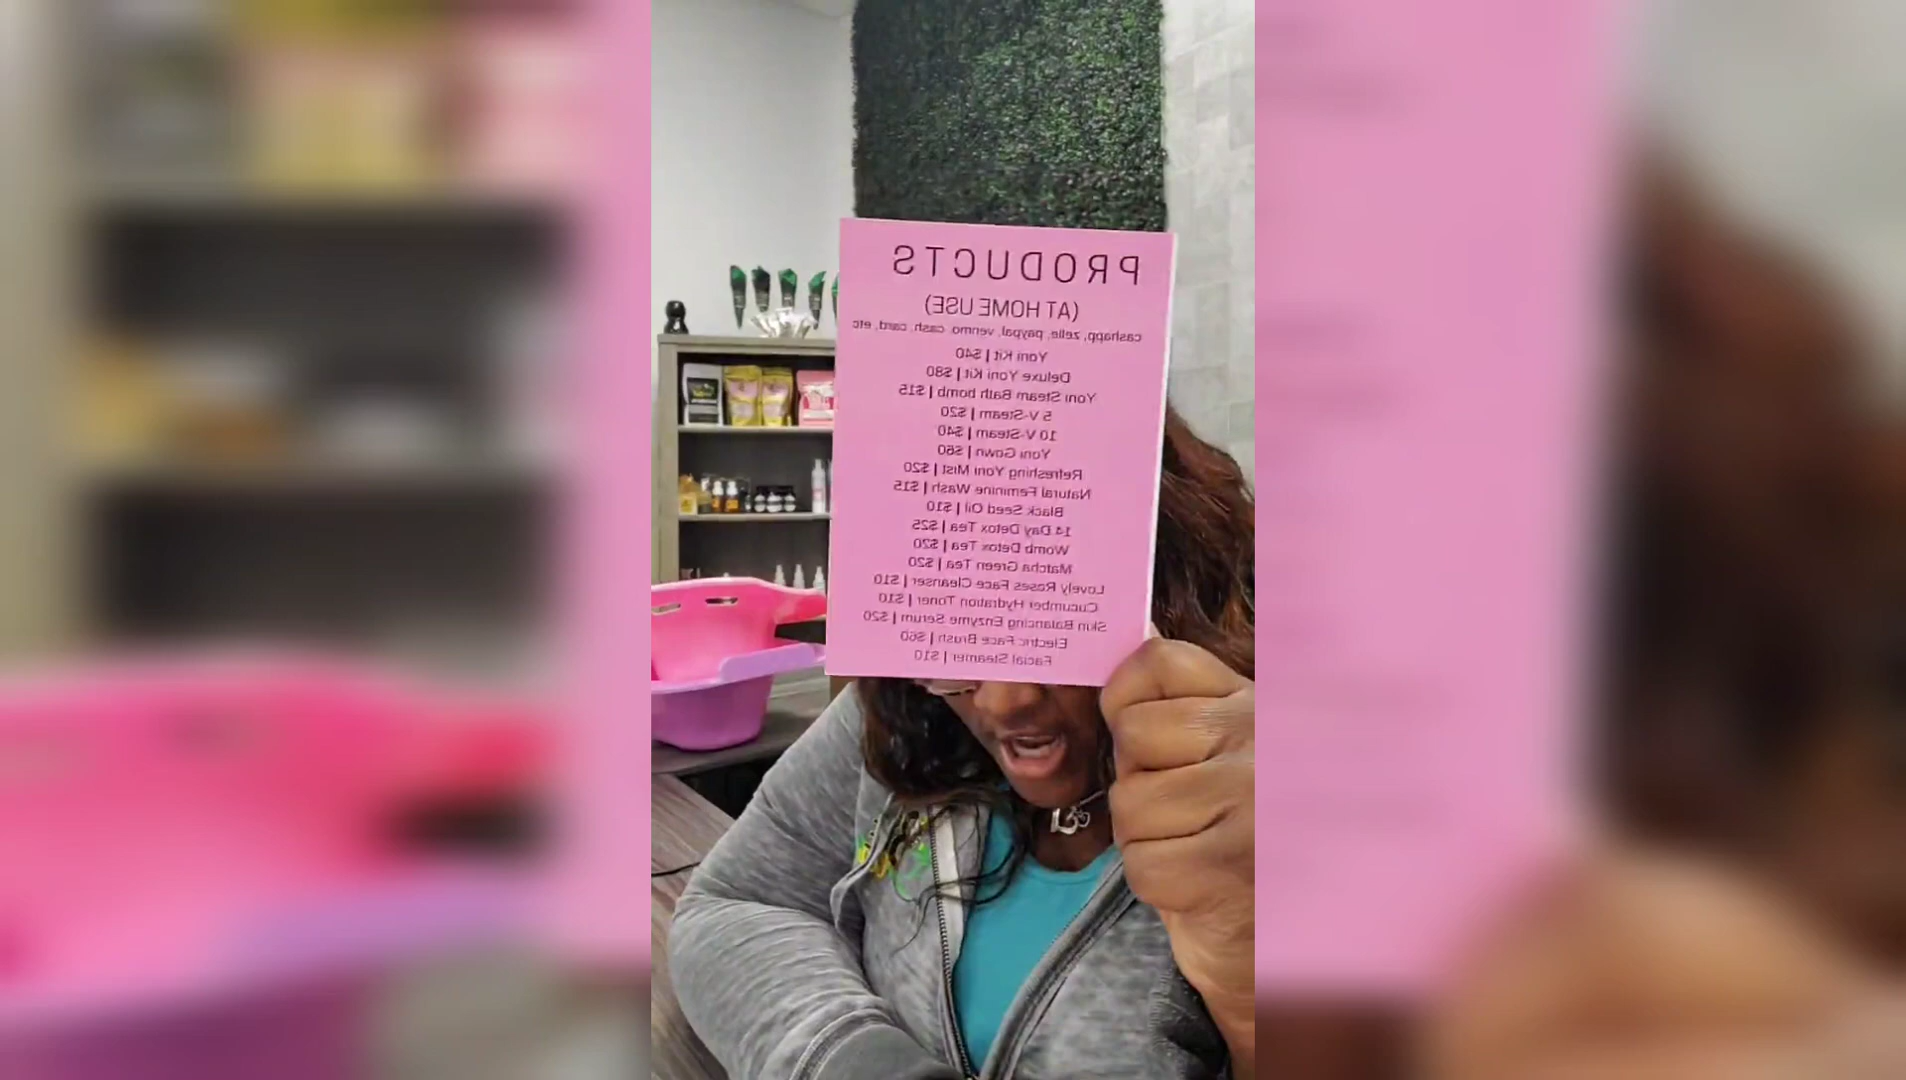 PRODUCTS
(AT HOME USE)
cashapp, zelle, paypal, venmo, cash, card, etc
Yoni Kit | $40
Deluxe Yoni Kit | $80
Yoni Steam Bath bomb | $15
5 V-Steam | $20
10 V-Steam | $40
Yoni Gown | $60
Refreshing Yoni Mist | $20
Natural Feminine Wash | $15
Black Seed Oil | $10
14 Day Detox Tea | $25
Womb Detox Tea | $20
Matcha Green Tea | $20
Lovely Roses Face Cleanser | $10
Cucumber Hydration Toner | $10
Skin Balancing Enzyme Serum | $20
Electric Face Brush | $60
Facial Steamer | $10